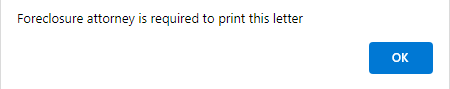 Foreclosure attorney is required to print this letter
OK